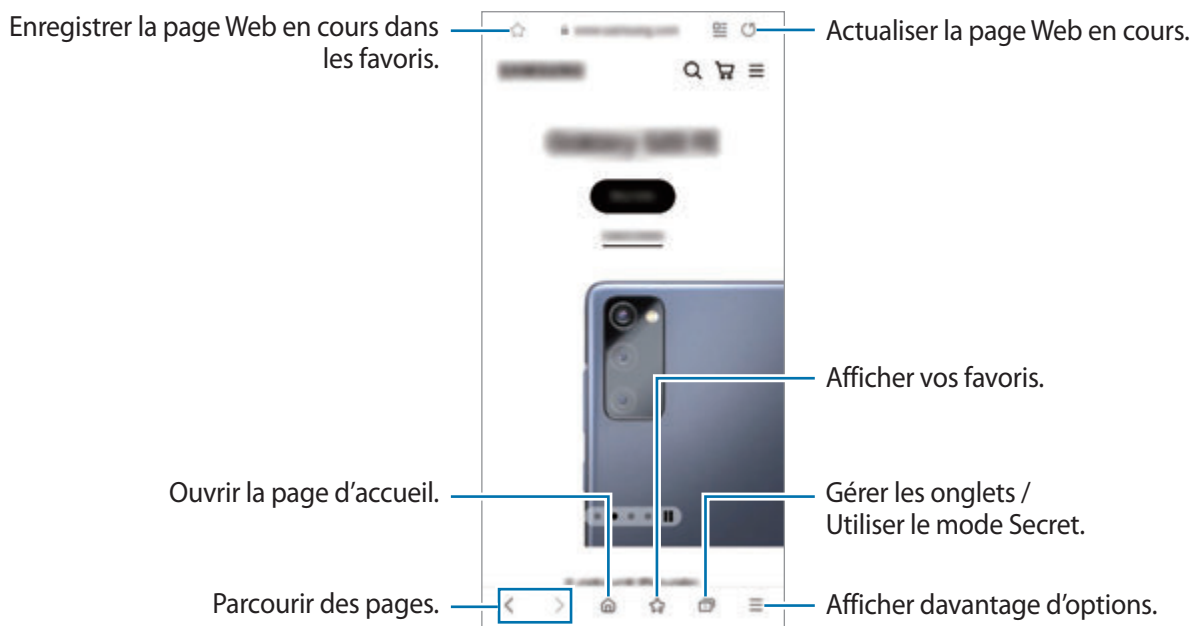 Enregistrer la page Web en cours dans
les favoris.
Actualiser la page Web en cours.
Afficher vos favoris.
Ouvrir la page d'accueil.
Gérer les onglets /
Utiliser le mode Secret.
Parcourir des pages.
Afficher davantage d'options.